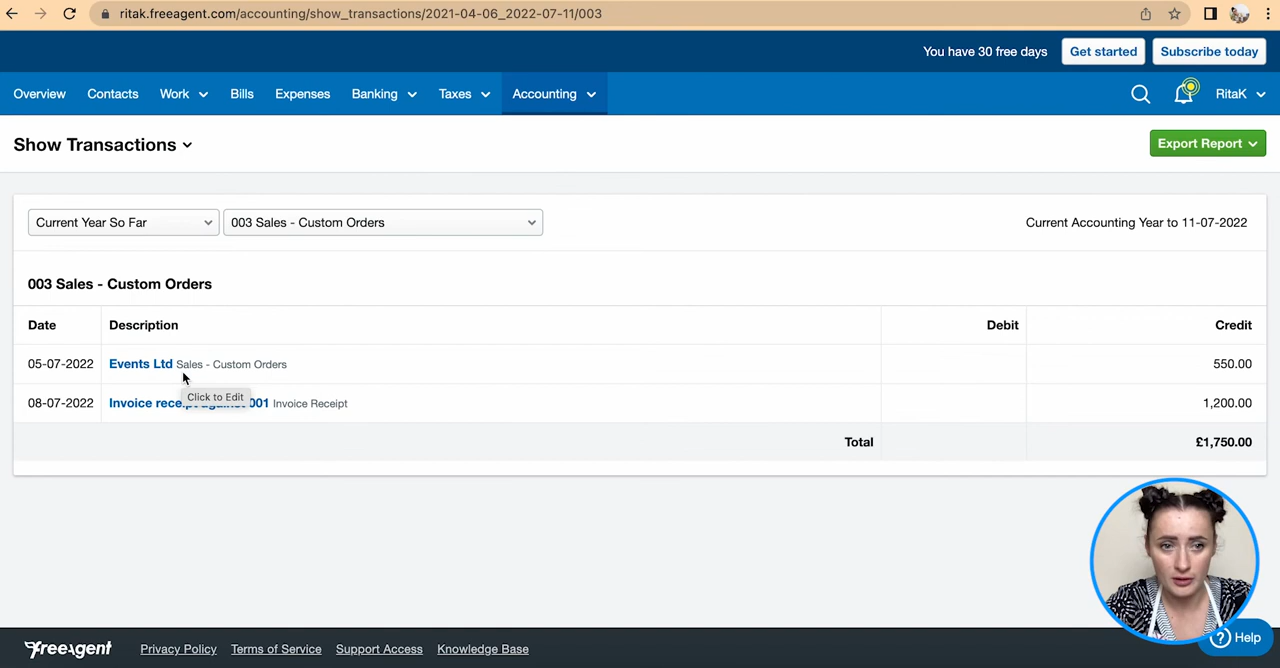 ritak.freeagent.com/accounting/show_transactions/2021-04-06_2022-07-11/003
You have 30 free days Get started Subscribe today
Overview Contacts Work Bills Expenses Banking Taxes Accounting RitaK
Show Transactions Export Report
Current Year So Far 003 Sales - Custom Orders Current Accounting Year to 11-07-2022
003 Sales - Custom Orders
Date Description Debit Credit
05-07-2022 Events Ltd Sales - Custom Orders 550.00
Click to Edit
08-07-2022 Invoice receipt against 001 Invoice Receipt 1,200.00
Total £1,750.00
freeagent Privacy Policy Terms of Service Support Access Knowledge Base ? Help